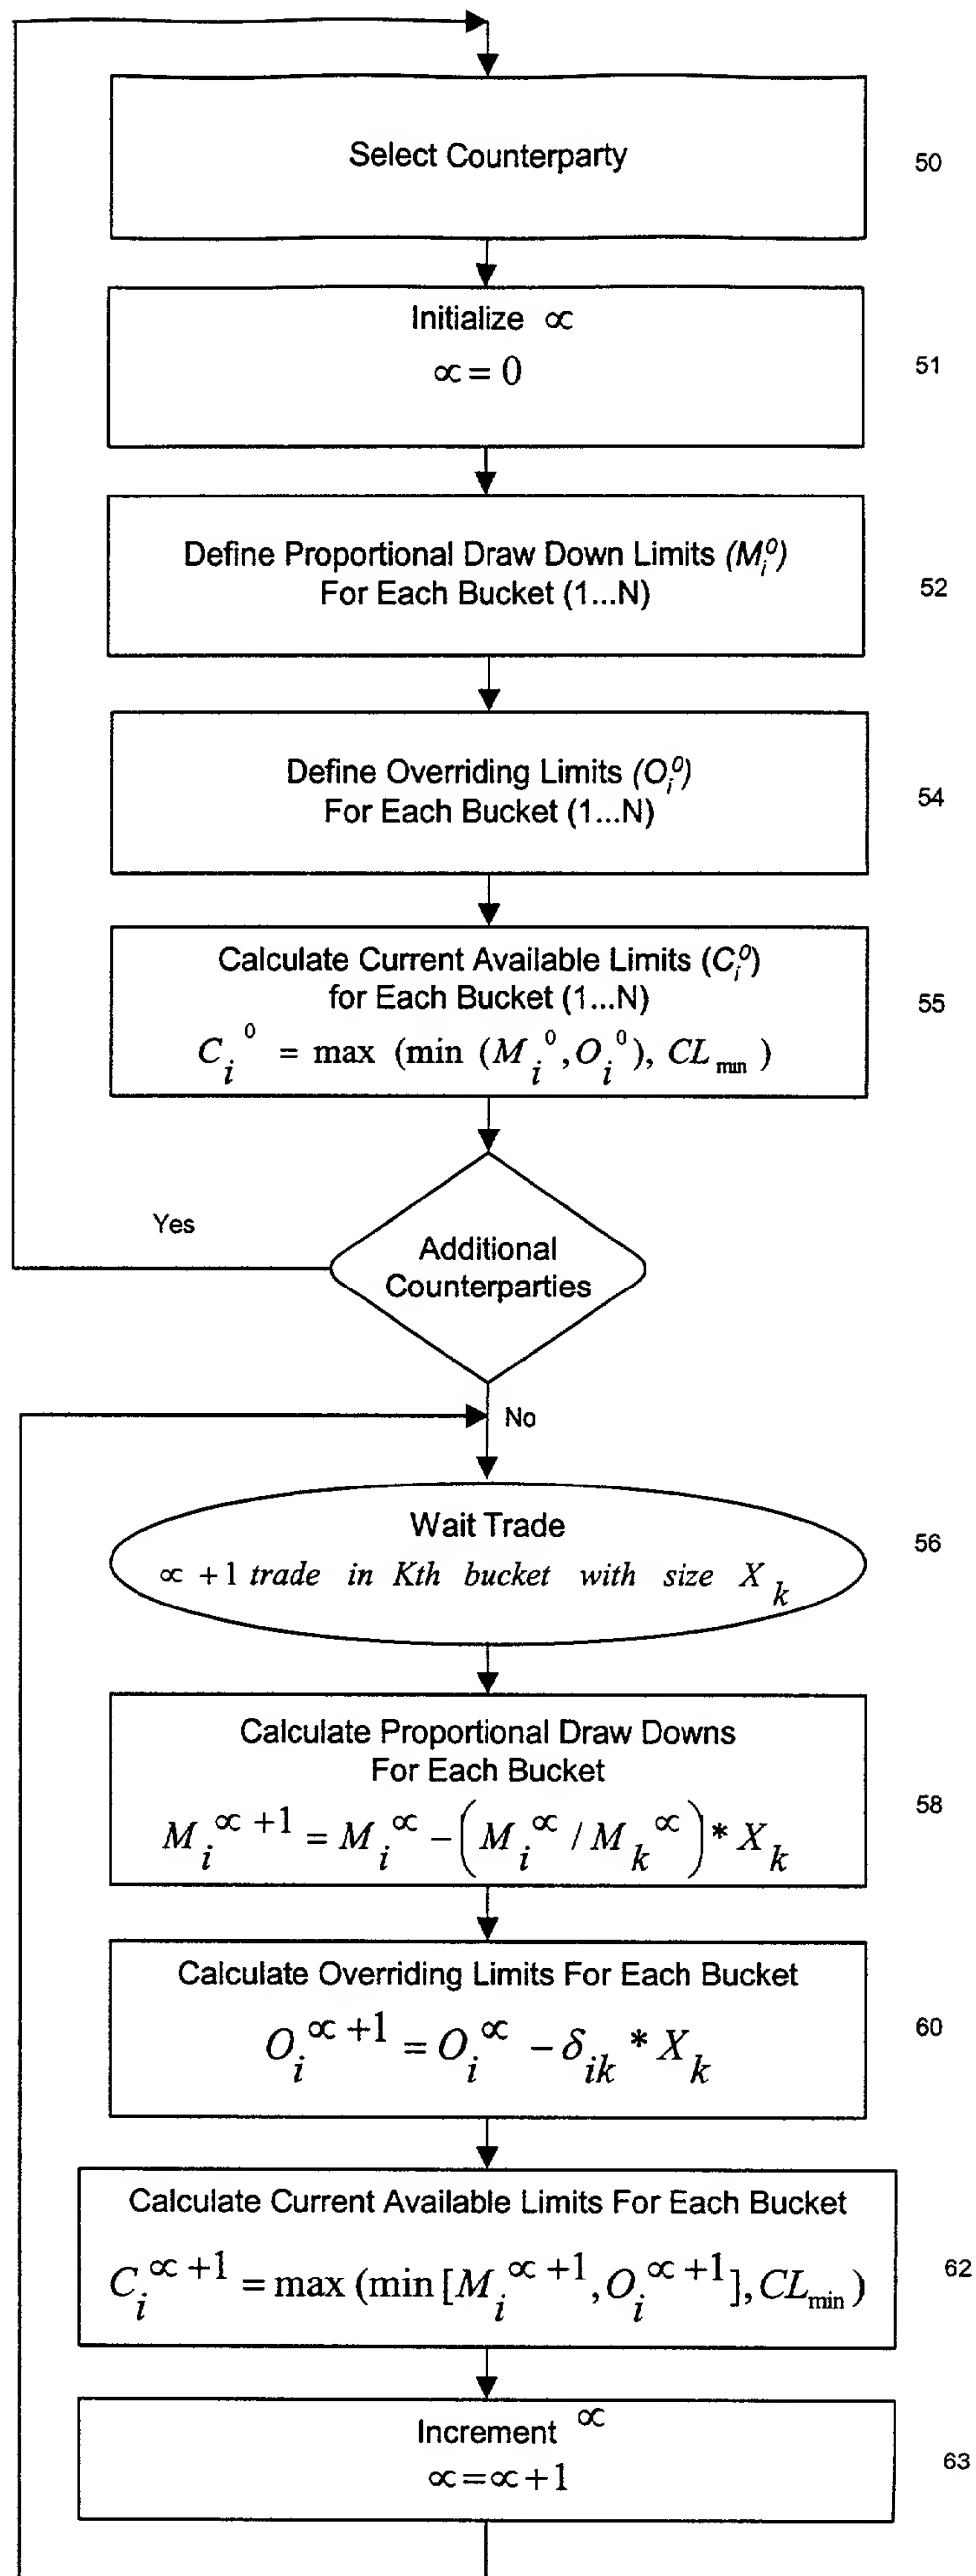 Select Counterparty
50
Initialize ∝
∝ = 0
51
Define Proportional Draw Down Limits (M_i^0)
For Each Bucket (1...N)
52
Define Overriding Limits (O_i^0)
For Each Bucket (1...N)
54
Calculate Current Available Limits (C_i^0)
for Each Bucket (1...N)
C_i^0 = max (min (M_i^0, O_i^0), CL_min)
55
Yes
Additional
Counterparties
No
Wait Trade
∝ +1 trade in Kth bucket with size X_k
56
Calculate Proportional Draw Downs
For Each Bucket
M_i^{∝+1} = M_i^∝ − (M_i^∝ / M_k^∝) * X_k
58
Calculate Overriding Limits For Each Bucket
O_i^{∝+1} = O_i^∝ − δ_{ik} * X_k
60
Calculate Current Available Limits For Each Bucket
C_i^{∝+1} = max (min [M_i^{∝+1}, O_i^{∝+1}], CL_min)
62
Increment ∝
∝=∝+1
63